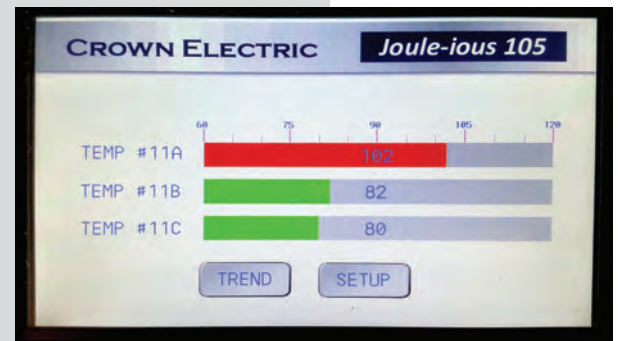 CROWN ELECTRIC Joule-ious 105
60 75 90 105 120
TEMP #11A 102
TEMP #11B 82
TEMP #11C 80
TREND SETUP